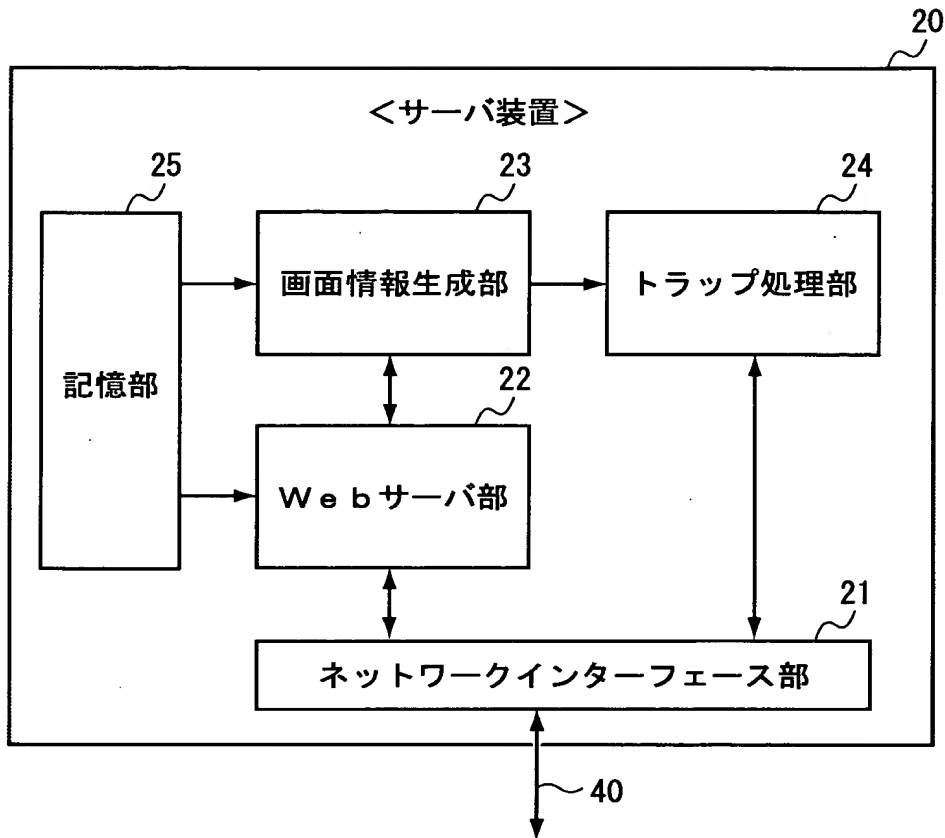 20
<サーバ装置>
25
23
24
画面情報生成部
トラップ処理部
記憶部
22
Ｗｅｂサーバ部
21
ネットワークインターフェース部
40